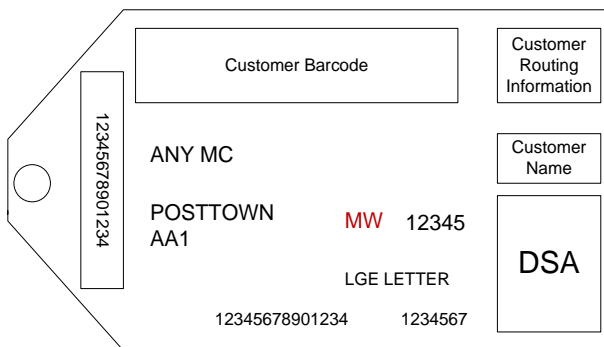 Customer Barcode
Customer
Routing
Information
12345678901234
ANY MC
Customer
Name
POSTTOWN
AA1
MW 12345
DSA
LGE LETTER
12345678901234 1234567